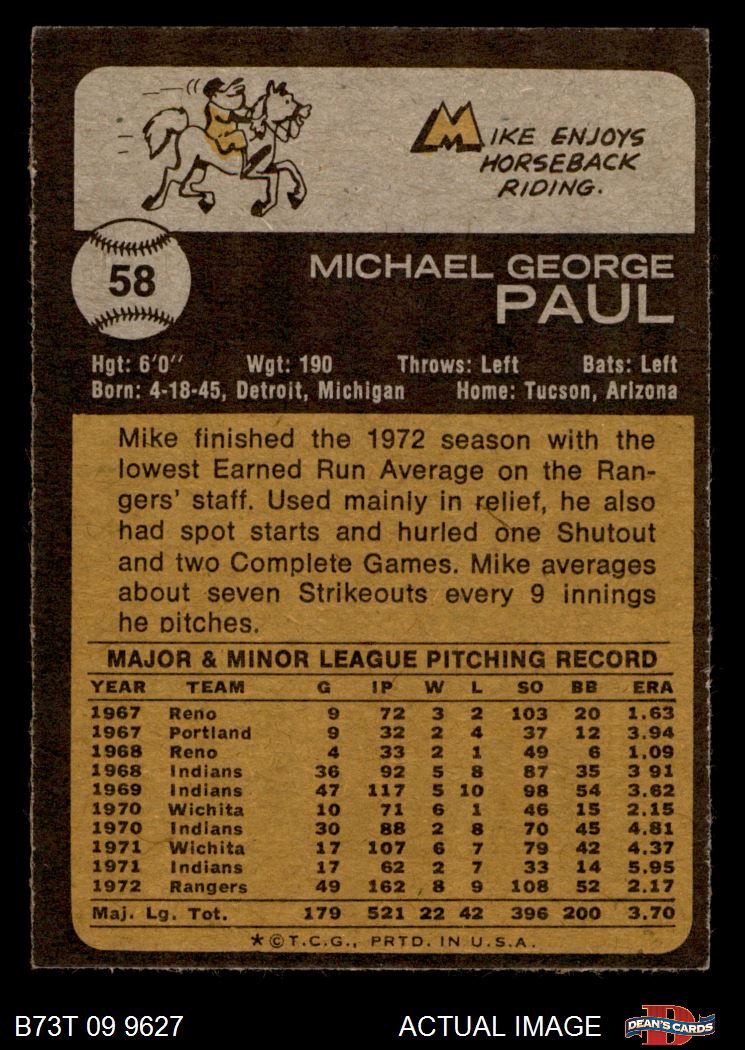 MIKE ENJOYS
HORSEBACK
RIDING.
58
MICHAEL GEORGE
PAUL
Hgt: 6'0" Wgt: 190 Throws: Left Bats: Left
Born: 4-18-45, Detroit, Michigan Home: Tucson, Arizona
Mike finished the 1972 season with the
lowest Earned Run Average on the Ran-
gers' staff. Used mainly in relief, he also
had spot starts and hurled one Shutout
and two Complete Games. Mike averages
about seven Strikeouts every 9 innings
he pitches.
MAJOR & MINOR LEAGUE PITCHING RECORD
YEAR TEAM G IP W L SO BB ERA
1967 Reno 9 72 3 2 103 20 1.63
1967 Portland 9 32 2 4 37 12 3.94
1968 Reno 4 33 2 1 49 6 1.09
1968 Indians 36 92 5 8 87 35 3 91
1969 Indians 47 117 5 10 98 54 3.62
1970 Wichita 10 71 6 1 46 15 2.15
1970 Indians 30 88 2 8 70 45 4.81
1971 Wichita 17 107 6 7 79 42 4.37
1971 Indians 17 62 2 7 33 14 5.95
1972 Rangers 49 162 8 9 108 52 2.17
Maj. Lg. Tot. 179 521 22 42 396 200 3.70
★©T.C.G., PRTD. IN U.S.A.
B73T 09 9627 ACTUAL IMAGE DEAN'S CARDS